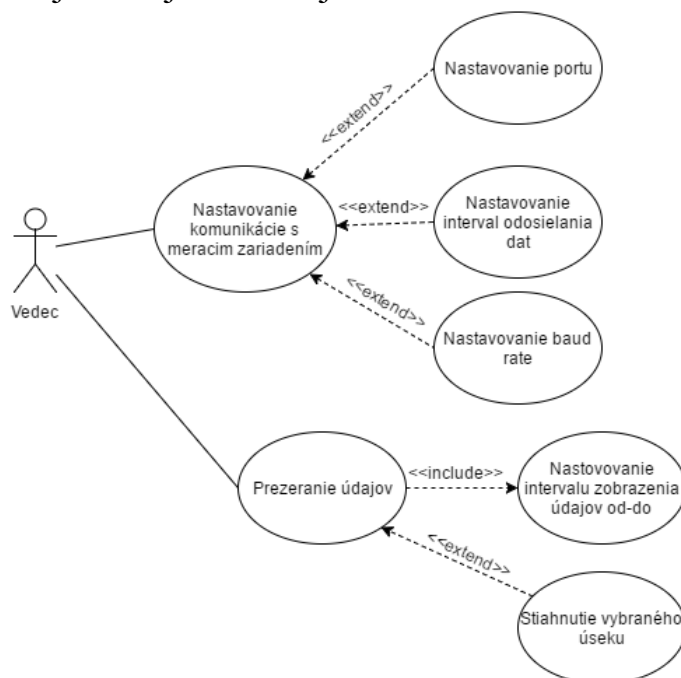 Nastavovanie portu
<<extend>>
Nastavovanie
komunikácie s
meracim zariadením
<<extend>>
Nastavovanie
interval odosielania
dat
<<extend>>
Nastavovanie baud
rate
Vedec
Prezeranie údajov
<<include>>
Nastovovanie
intervalu zobrazenia
údajov od-do
<<extend>>
Stiahnutie vybraného
úseku